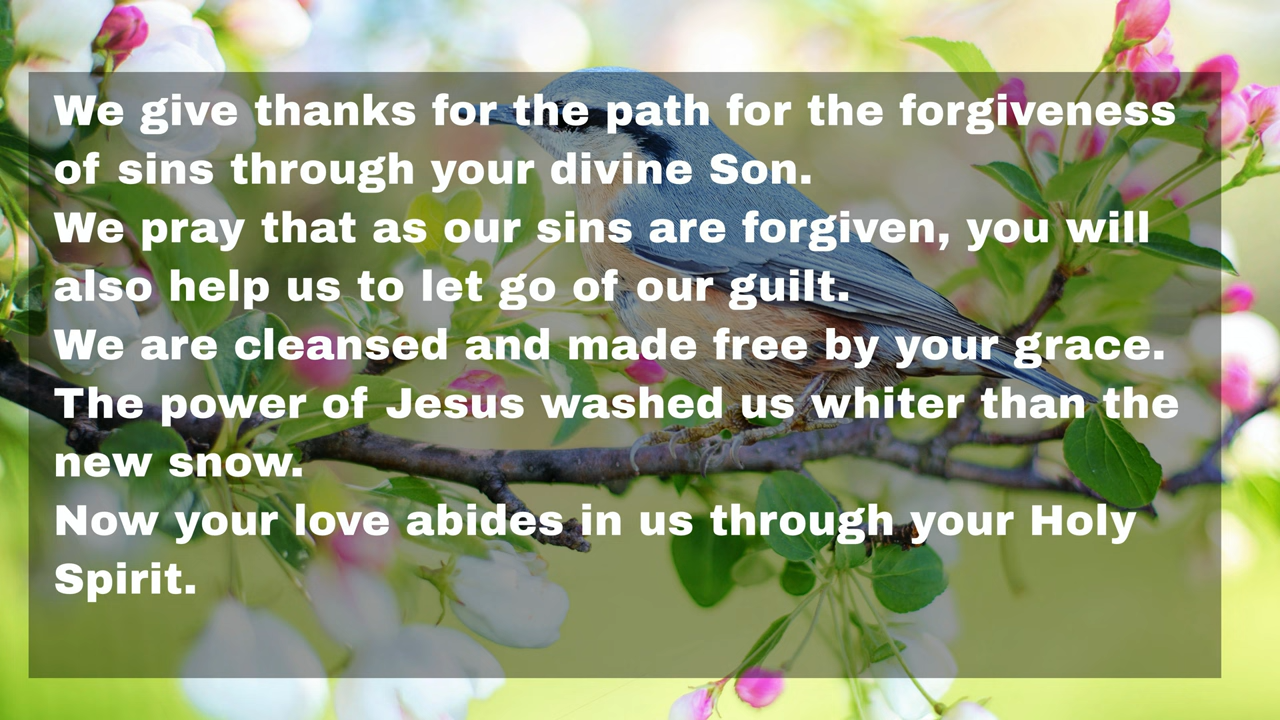 We give thanks for the path for the forgiveness
of sins through your divine Son.
We pray that as our sins are forgiven, you will
also help us to let go of our guilt.
We are cleansed and made free by your grace.
The power of Jesus washed us whiter than the
new snow.
Now your love abides in us through your Holy
Spirit.